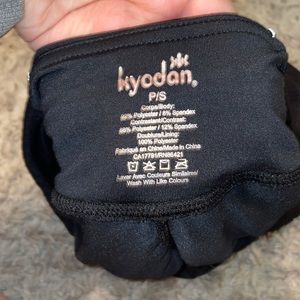 kyodan
P/S
Corps/Body:
Polyester / 8% Spandex
Contrastant/Contrast:
88% Polyester / 12% Spandex
Doublure/Lining:
100% Polyester
Fabriqué en Chine/Made in China
CA17791/RN86421
Laver Avec Couleurs Similaires/
Wash With Like Colours